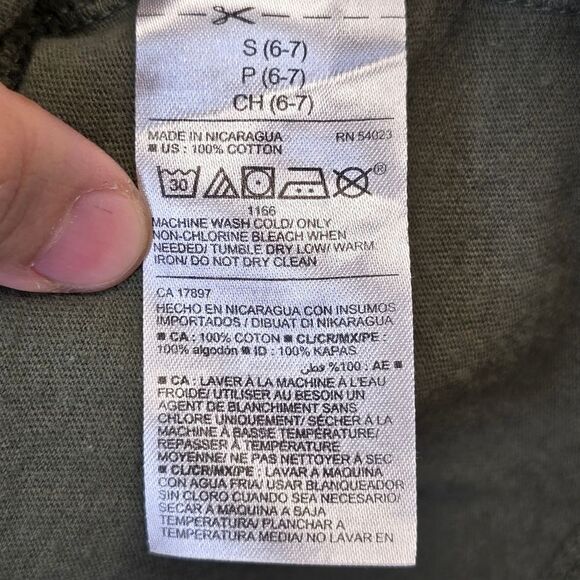 S (6-7)
P (6-7)
CH (6-7)
MADE IN NICARAGUA RN 54023
■ US : 100% COTTON
30 ®
1166
MACHINE WASH COLD/ ONLY
NON-CHLORINE BLEACH WHEN
NEEDED/ TUMBLE DRY LOW/ WARM
IRON/ DO NOT DRY CLEAN
CA 17897
HECHO EN NICARAGUA CON INSUMOS
IMPORTADOS / DIBUAT DI NIKARAGUA
■ CA : 100% COTON ■ CL/CR/MX/PE :
100% algodón ■ ID : 100% KAPAS
■ AE : 100% قطن
■ CA : LAVER À LA MACHINE À L'EAU
FROIDE/ UTILISER AU BESOIN UN
AGENT DE BLANCHIMENT SANS
CHLORE UNIQUEMENT/ SÉCHER À LA
MACHINE À BASSE TEMPÉRATURE/
REPASSER À TEMPÉRATURE
MOYENNE/ NE PAS NETTOYER À SEC
■ CL/CR/MX/PE : LAVAR A MAQUINA
CON AGUA FRIA/ USAR BLANQUEADOR
SIN CLORO CUANDO SEA NECESARIO/
SECAR A MAQUINA A BAJA
TEMPERATURA/ PLANCHAR A
TEMPERATURA MEDIA/ NO LAVAR EN